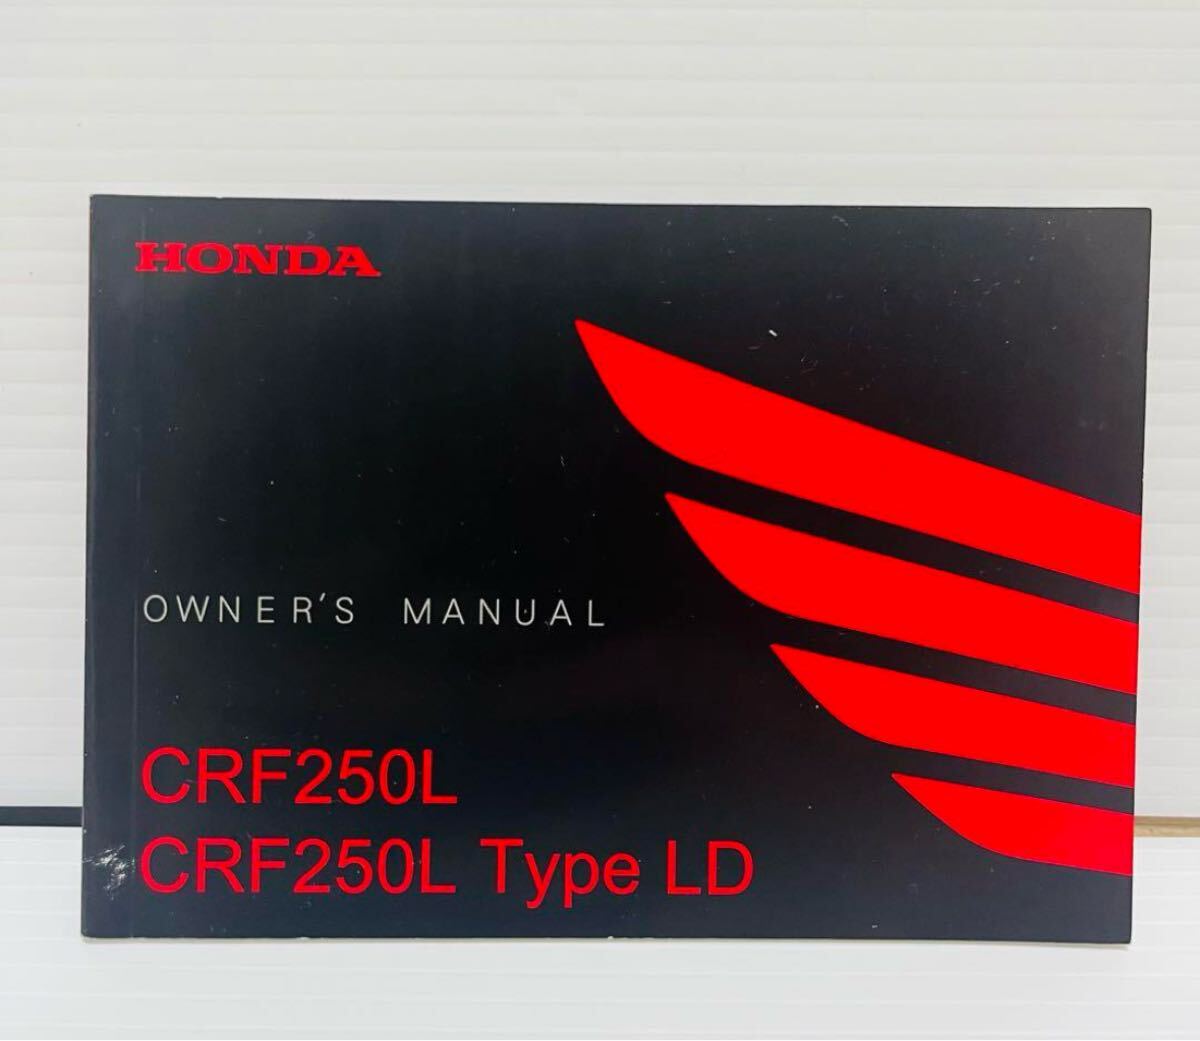 HONDA
OWNER'S MANUAL
CRF250L
CRF250L Type LD